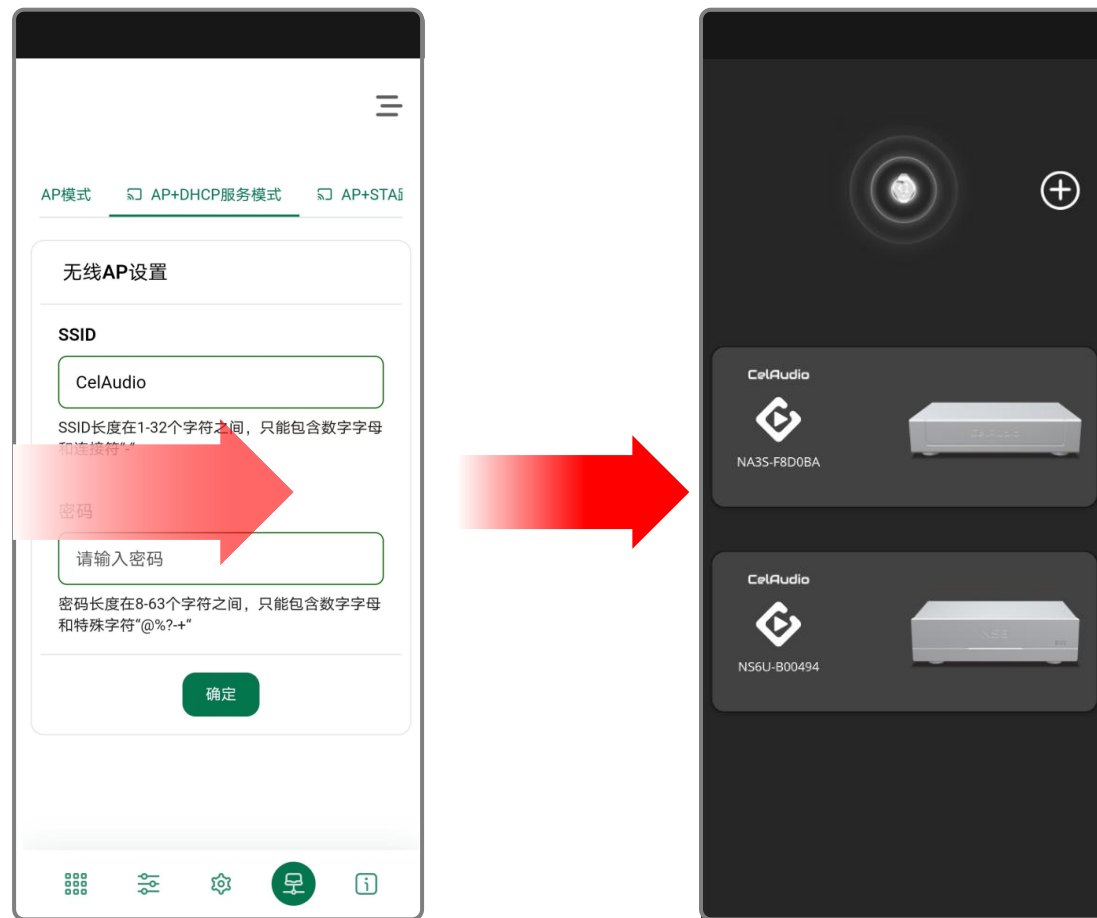 AP模式
AP+DHCP服务模式
无线AP设置
SSID
CelAudio
SSID长度在1-32个字符之间，只能包含数字字母
和连接符"-"
密码
请输入密码
密码长度在8-63个字符之间，只能包含数字字母
和特殊字符"@%?-+"
确定
CelAudio
NA3S-F8D0BA
CelAudio
CelAudio
NS6U-B00494